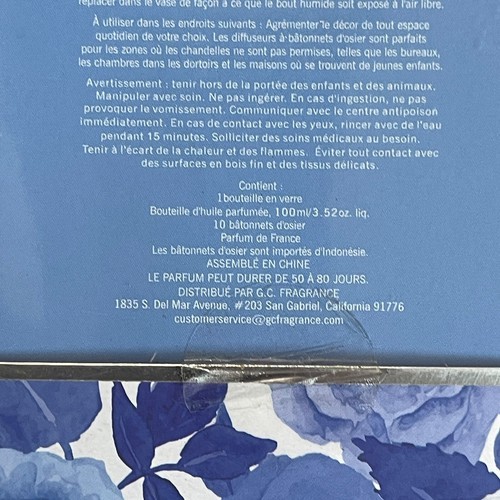 replacer dans le vase de façon à ce que le bout humide soit exposé à l'air libre.
À utiliser dans les endroits suivants : Agrémenter le décor de tout espace
quotidien de votre choix. Les diffuseurs à bâtonnets d'osier sont parfaits
pour les zones où les chandelles ne sont pas permises, telles que les bureaux,
les chambres dans les dortoirs et les maisons où se trouvent de jeunes enfants.
Avertissement : tenir hors de la portée des enfants et des animaux.
Manipuler avec soin. Ne pas ingérer. En cas d'ingestion, ne pas
provoquer le vomissement. Communiquer avec le centre antipoison
immédiatement. En cas de contact avec les yeux, rincer avec de l'eau
pendant 15 minutes. Solliciter des soins médicaux au besoin.
Tenir à l'écart de la chaleur et des flammes. Éviter tout contact avec
des surfaces en bois fin et des tissus délicats.
Contient :
1bouteille en verre
Bouteille d'huile parfumée, 100ml/3.52oz. liq.
10 bâtonnets d'osier
Parfum de France
Les bâtonnets d'osier sont importés d'Indonésie.
ASSEMBLÉ EN CHINE
LE PARFUM PEUT DURER DE 50 À 80 JOURS.
DISTRIBUÉ PAR G.C. FRAGRANCE
1835 S. Del Mar Avenue, #203 San Gabriel, California 91776
customerservice@gcfragrance.com